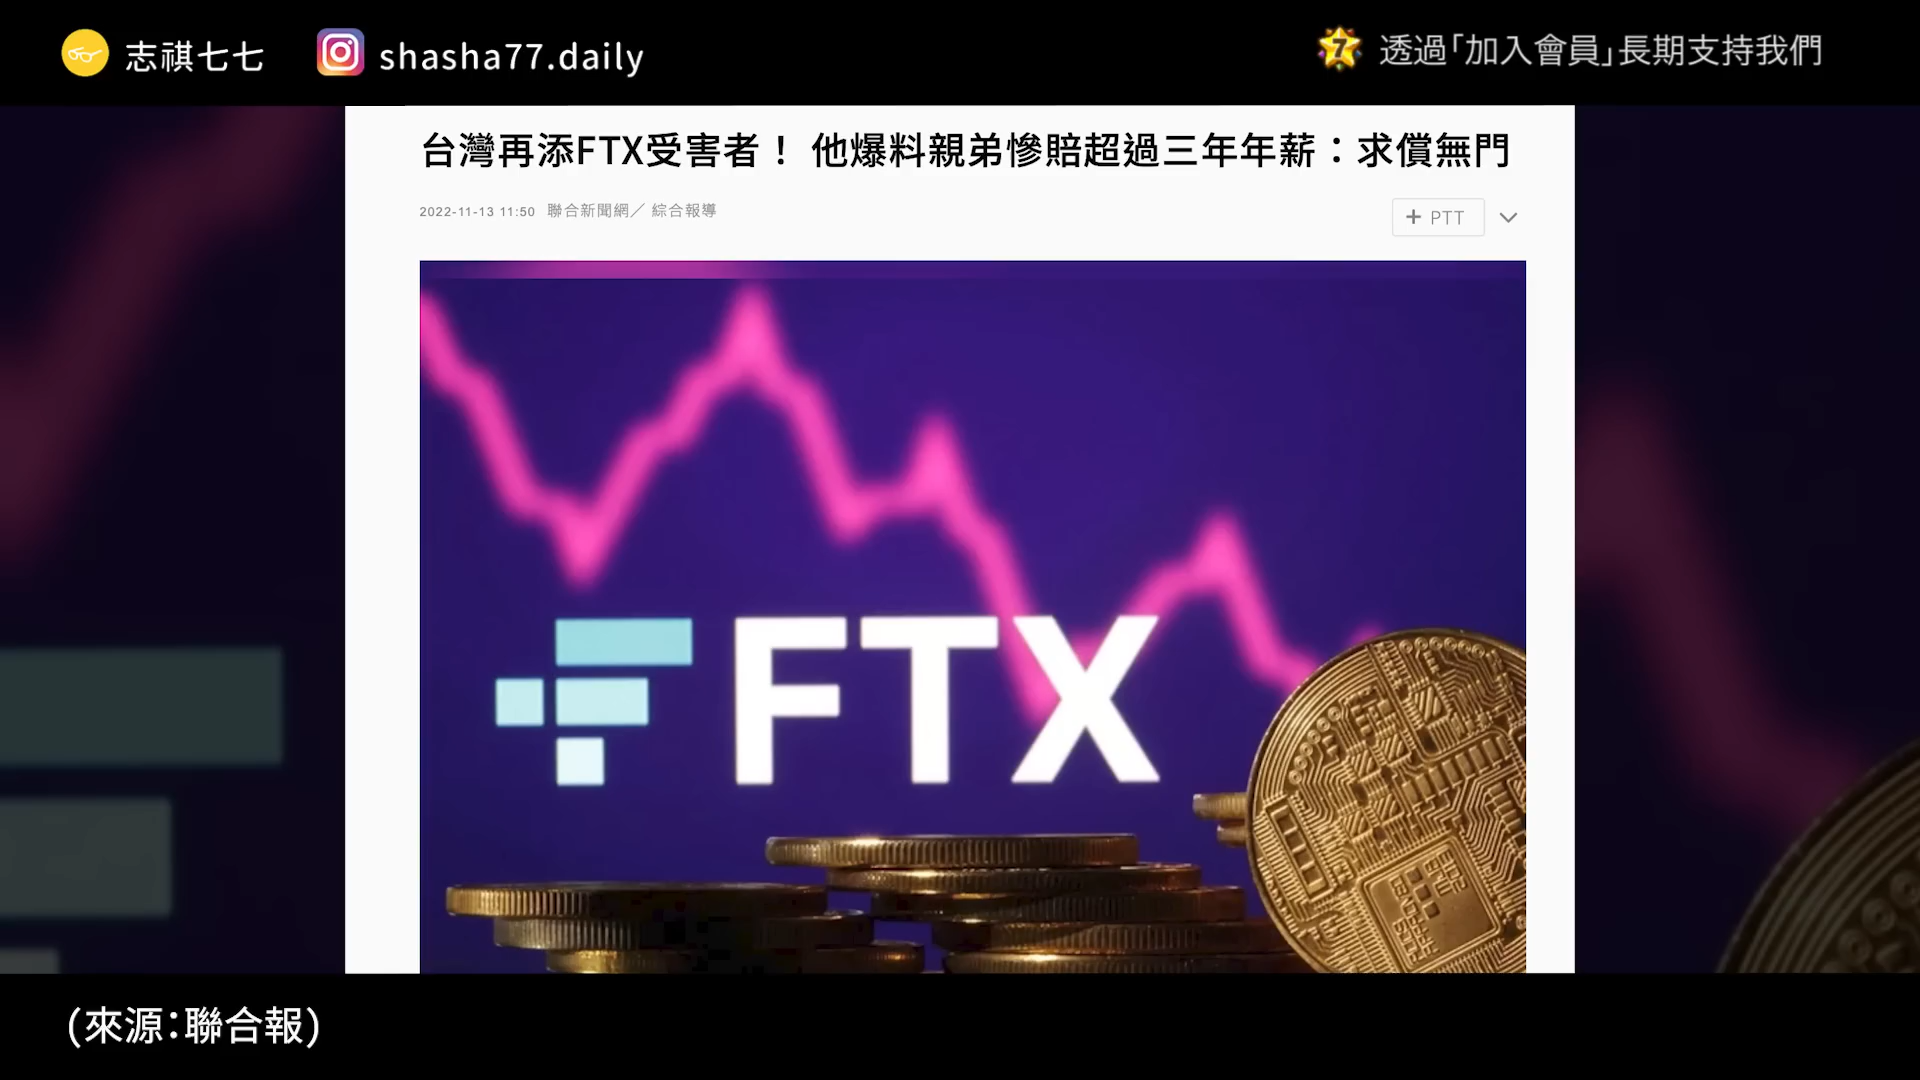 志祺七七
shasha77.daily
7 透過「加入會員」長期支持我們
台灣再添FTX受害者！ 他爆料親弟慘賠超過三年年薪：求償無門
2022-11-13 11:50 聯合新聞網／ 綜合報導
+ PTT
FTX
(來源:聯合報)